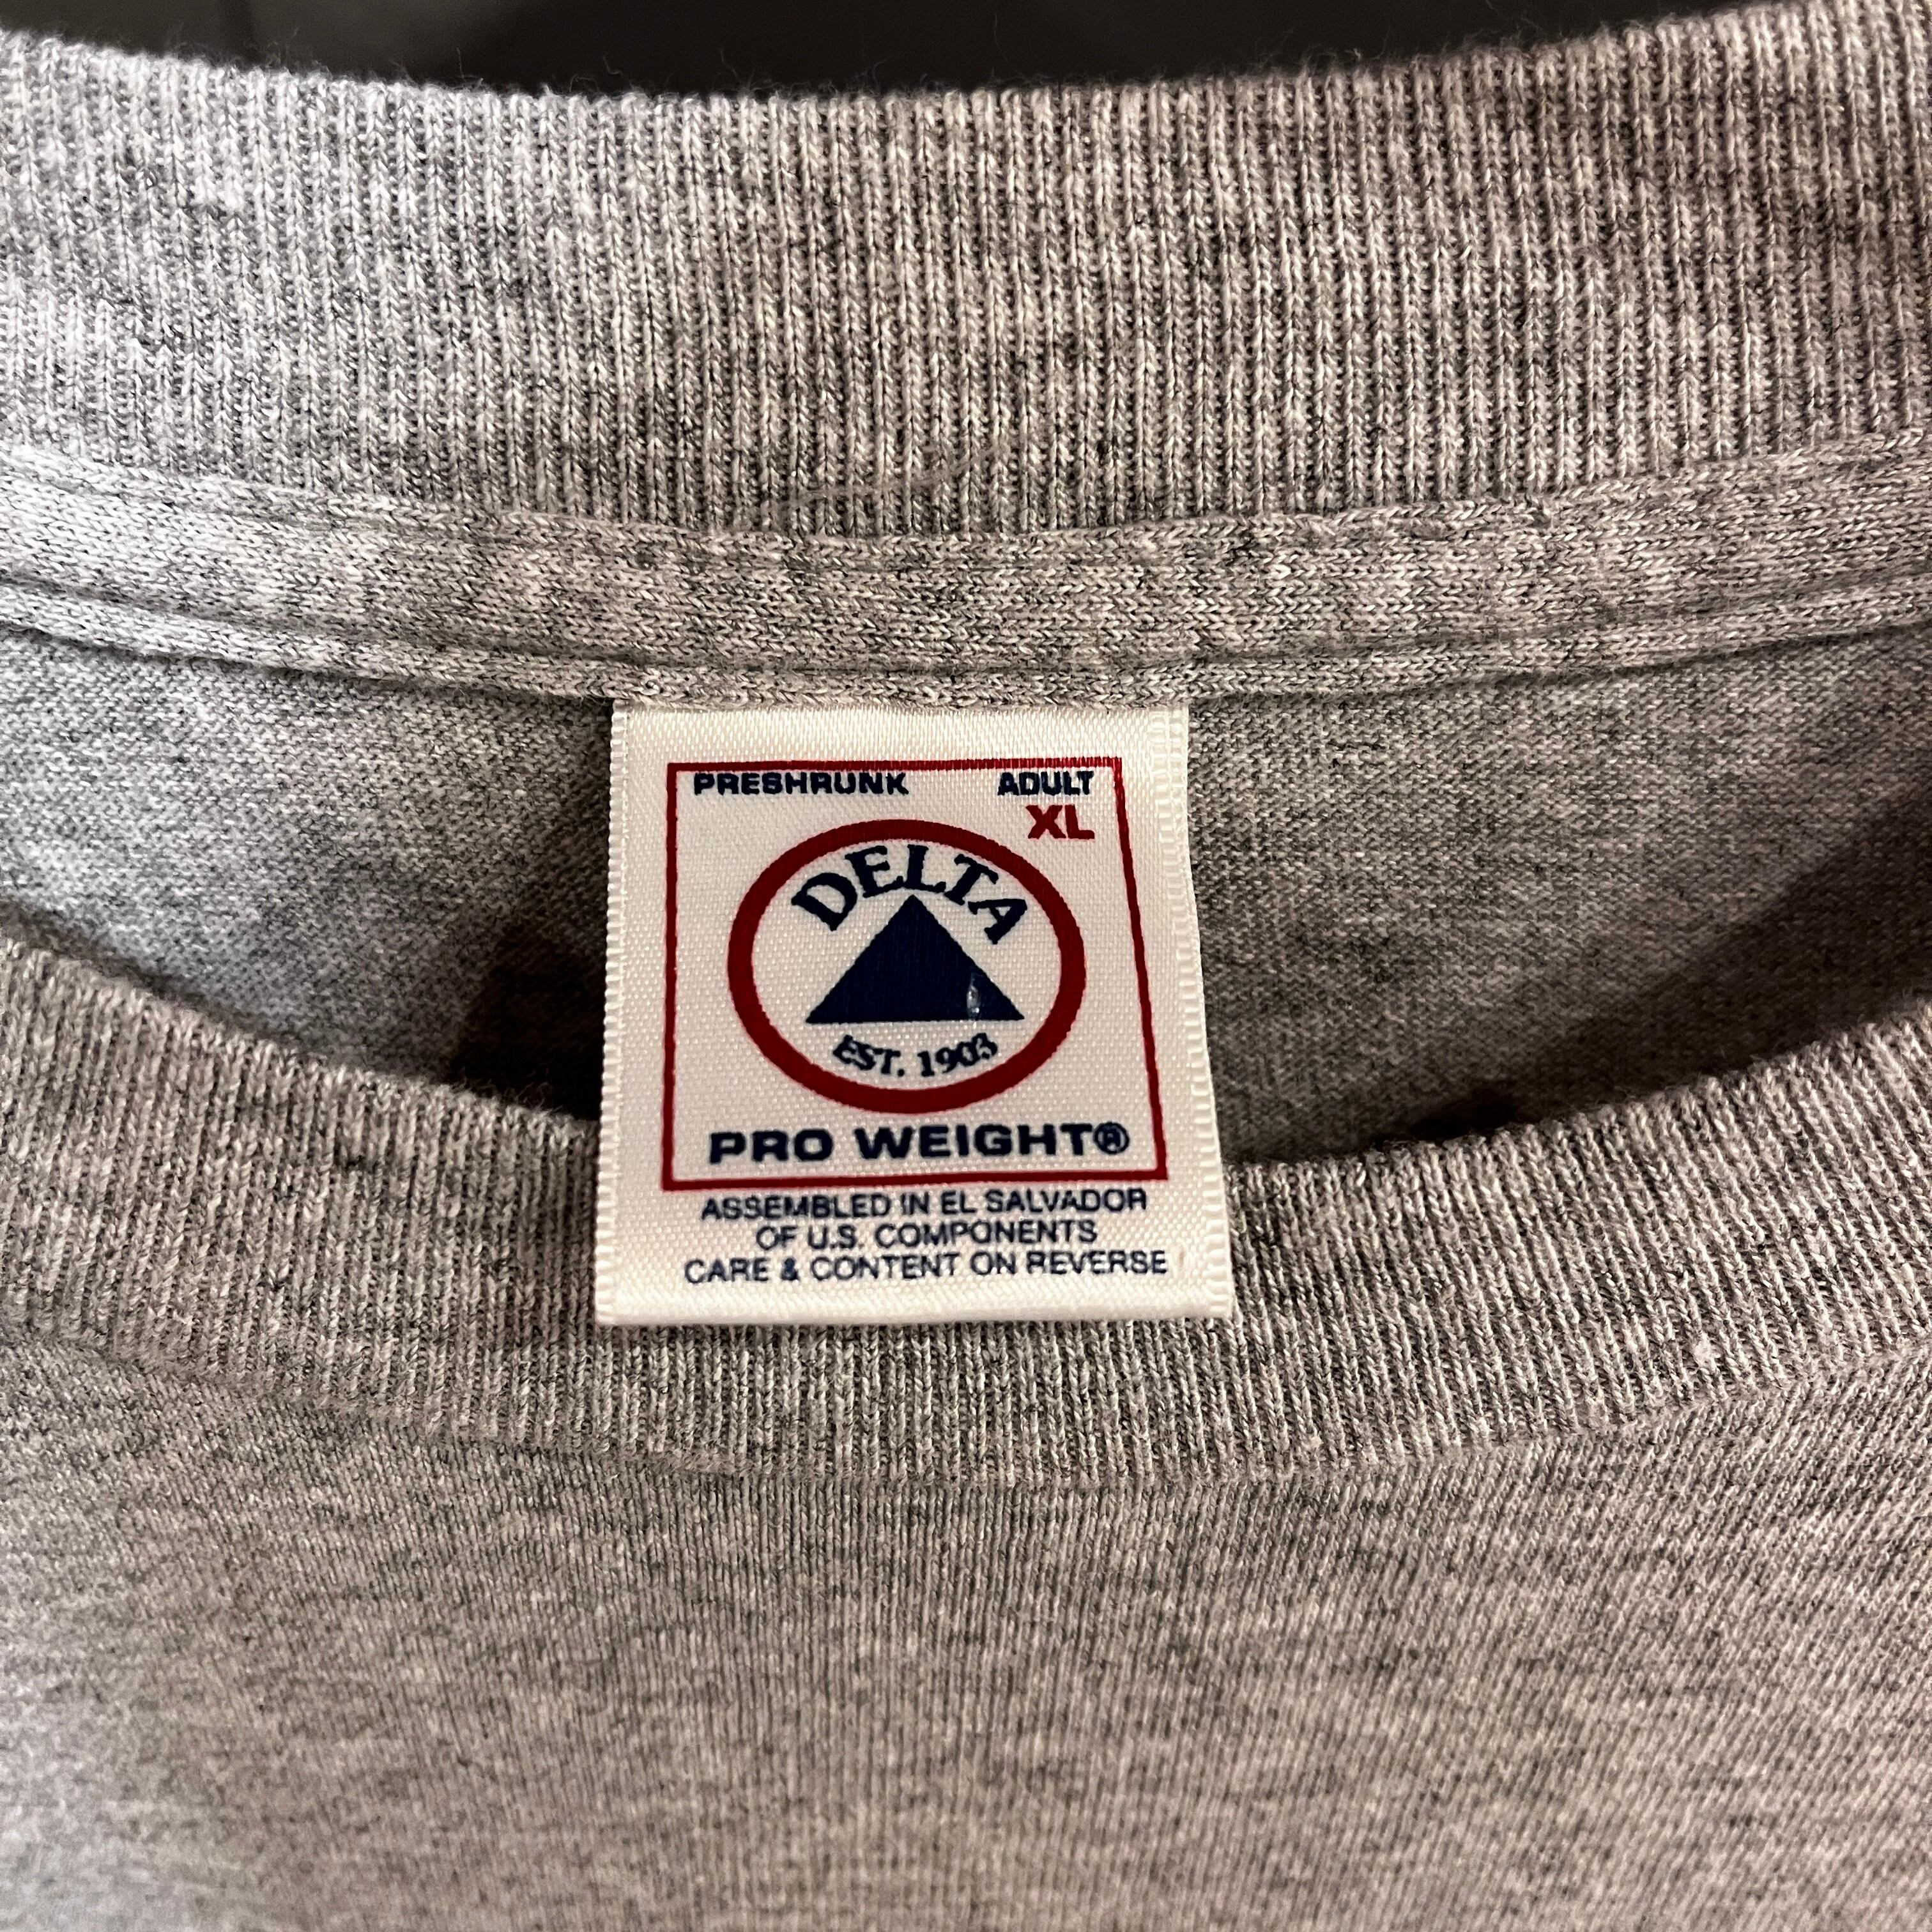 PRESHRUNK ADULT
XL
DELTA
EST. 1903
PRO WEIGHT®
ASSEMBLED IN EL SALVADOR
OF U.S. COMPONENTS
CARE & CONTENT ON REVERSE